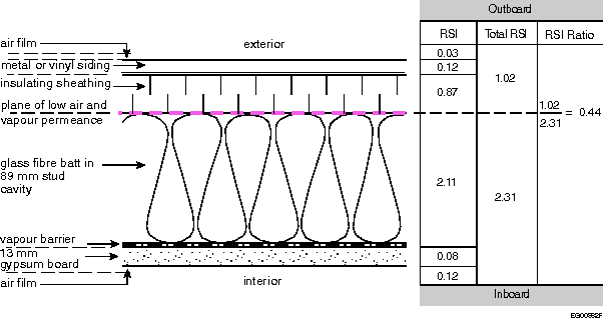 Outboard
RSI Total RSI RSI Ratio
air film
exterior
0.03
metal or vinyl siding
0.12
insulating sheathing
0.87
1.02
plane of low air and
vapour permeance
1.02
2.31
= 0.44
glass fibre batt in
89 mm stud
cavity
2.11
2.31
vapour barrier
13 mm
gypsum board
0.08
air film
interior
0.12
Inboard
EG00982F